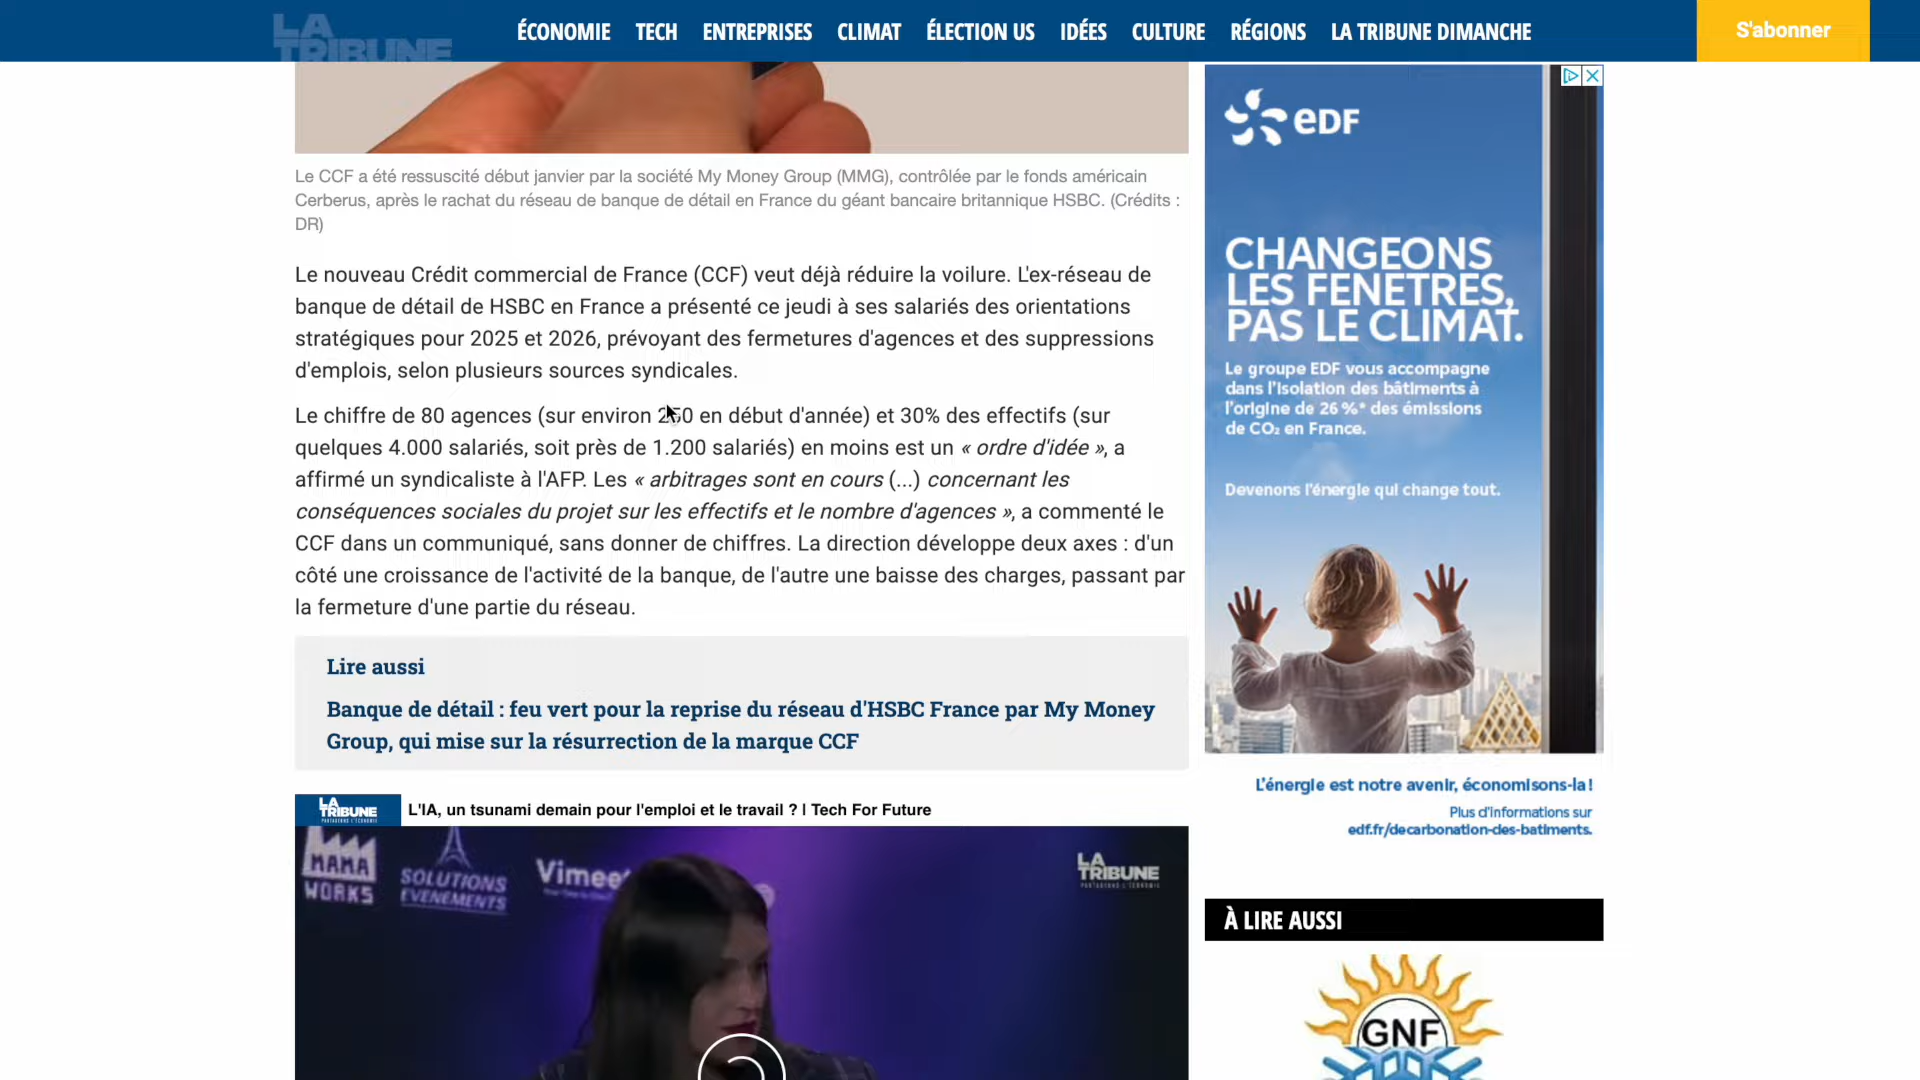 LA TRIBUNE
ÉCONOMIE TECH ENTREPRISES CLIMAT ÉLECTION US IDÉES CULTURE RÉGIONS LA TRIBUNE DIMANCHE
S'abonner
Le CCF a été ressuscité début janvier par la société My Money Group (MMG), contrôlée par le fonds américain
Cerberus, après le rachat du réseau de banque de détail en France du géant bancaire britannique HSBC. (Crédits :
DR)
Le nouveau Crédit commercial de France (CCF) veut déjà réduire la voilure. L'ex-réseau de
banque de détail de HSBC en France a présenté ce jeudi à ses salariés des orientations
stratégiques pour 2025 et 2026, prévoyant des fermetures d'agences et des suppressions
d'emplois, selon plusieurs sources syndicales.
Le chiffre de 80 agences (sur environ en début d'année) et 30% des effectifs (sur
quelques 4.000 salariés, soit près de 1.200 salariés) en moins est un « ordre d'idée », a
affirmé un syndicaliste à l'AFP. Les « arbitrages sont en cours (...) concernant les
conséquences sociales du projet sur les effectifs et le nombre d'agences », a commenté le
CCF dans un communiqué, sans donner de chiffres. La direction développe deux axes : d'un
côté une croissance de l'activité de la banque, de l'autre une baisse des charges, passant par
la fermeture d'une partie du réseau.
Lire aussi
Banque de détail : feu vert pour la reprise du réseau d'HSBC France par My Money
Group, qui mise sur la résurrection de la marque CCF
LA TRIBUNE
L'IA, un tsunami demain pour l'emploi et le travail ? I Tech For Future
MAMA
WORKS
SOLUTIONS
EVENEMENTS
LA
TRIBUNE
eDF
CHANGEONS
LES FENETRES,
PAS LE CLIMAT.
Le groupe EDF vous accompagne
dans l'isolation des bâtiments à
l'origine de 26 %* des émissions
de CO₂ en France.
Devenons l'énergie qui change tout.
L'énergie est notre avenir, économisons-la !
Plus d'informations sur
edf.fr/decarbonation-des-batiments.
À LIRE AUSSI
GNF